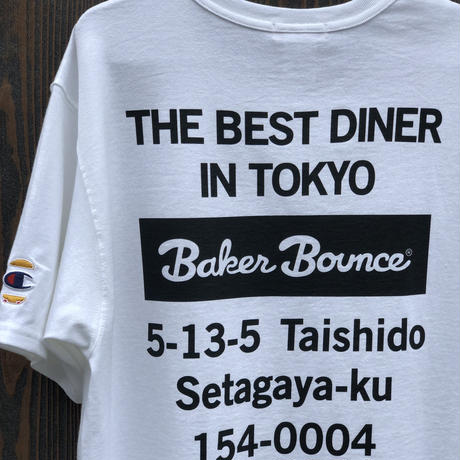 THE BEST DINER
IN TOKYO
Baker Bounce®
5-13-5 Taishido
Setagaya-ku
154-0004